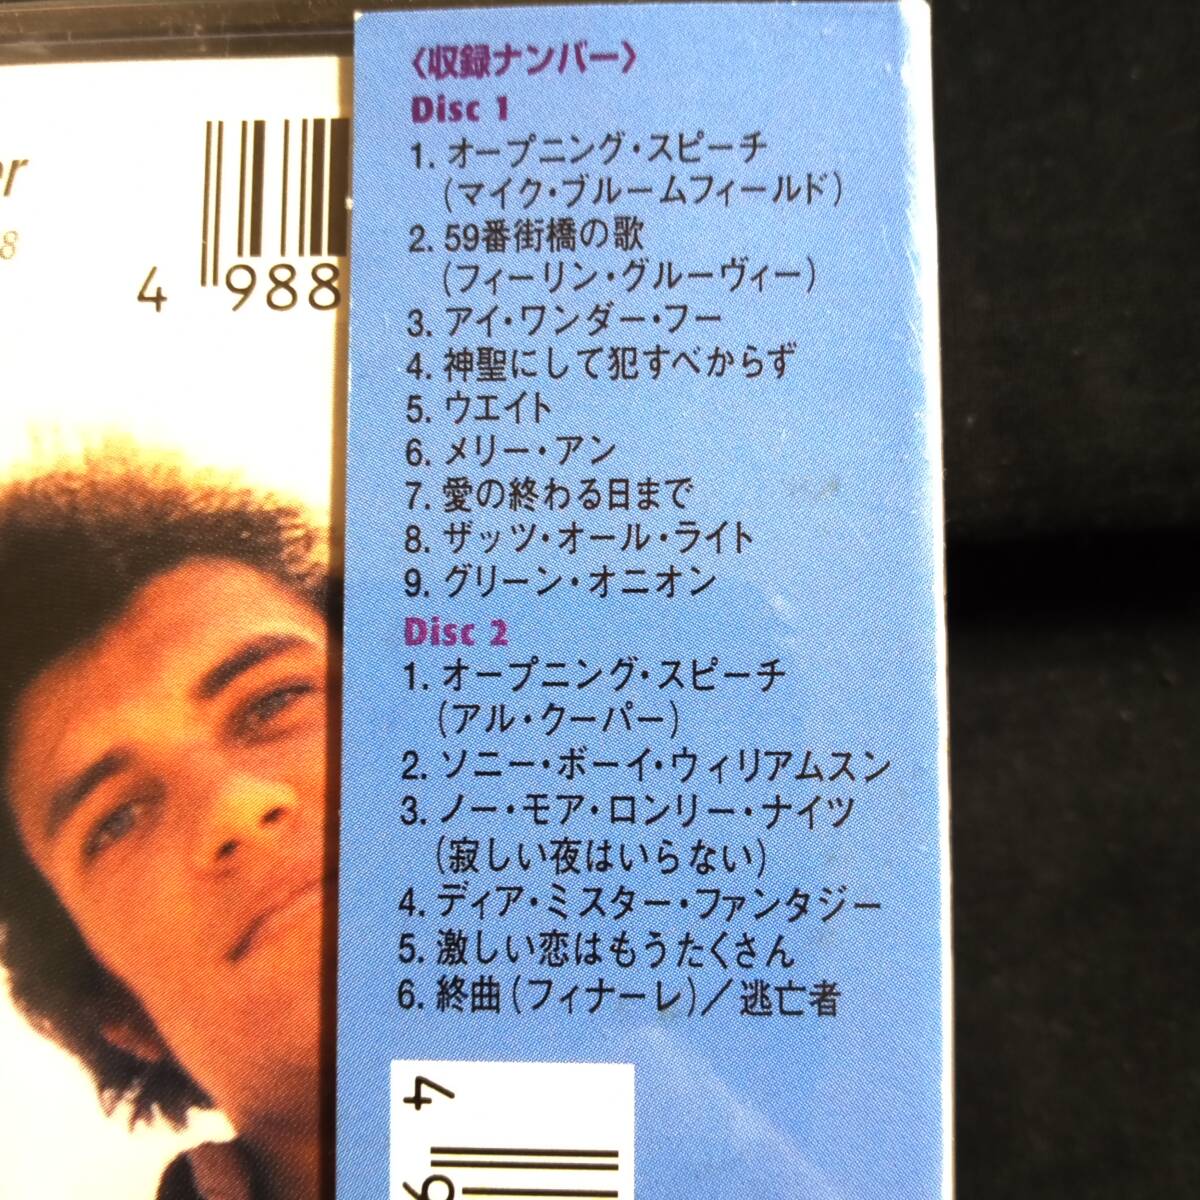 er
8
4 988
〈収録ナンバー〉
Disc 1
1. オープニング・スピーチ
(マイク・ブルームフィールド)
2. 59番街橋の歌
(フィーリン・グルーヴィー)
3. アイ・ワンダー・フー
4. 神聖にして犯すべからず
5. ウエイト
6. メリー・アン
7. 愛の終わる日まで
8. ザッツ・オール・ライト
9. グリーン・オニオン
Disc 2
1. オープニング・スピーチ
(アル・クーパー)
2. ソニー・ボーイ・ウィリアムスン
3. ノー・モア・ロンリー・ナイツ
(寂しい夜はいらない)
4. ディア・ミスター・ファンタジー
5. 激しい恋はもうたくさん
6. 終曲(フィナーレ)／逃亡者
4 9